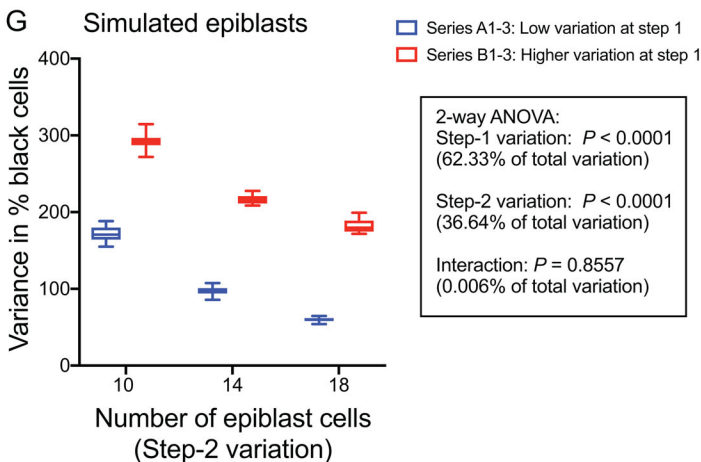 G
Simulated epiblasts
Series A1-3: Low variation at step 1
Series B1-3: Higher variation at step 1
400
300
200
100
0
Variance in % black cells
10 14 18
Number of epiblast cells
(Step-2 variation)
2-way ANOVA:
Step-1 variation: P < 0.0001
(62.33% of total variation)
Step-2 variation: P < 0.0001
(36.64% of total variation)
Interaction: P = 0.8557
(0.006% of total variation)